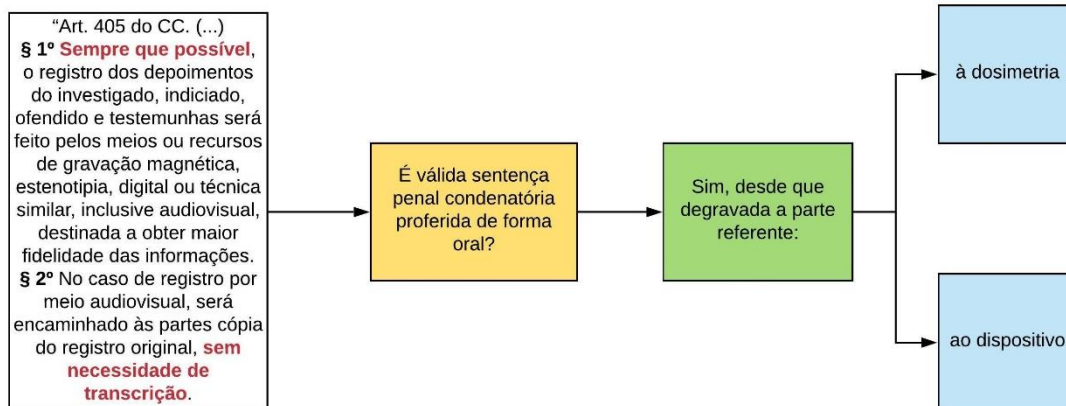 “Art. 405 do CC. (...)
§ 1º Sempre que possível,
o registro dos depoimentos
do investigado, indiciado,
ofendido e testemunhas será
feito pelos meios ou recursos
de gravação magnética,
estenotipia, digital ou técnica
similar, inclusive audiovisual,
destinada a obter maior
fidelidade das informações.
§ 2º No caso de registro por
meio audiovisual, será
encaminhado às partes cópia
do registro original, sem
necessidade de
transcrição.
É válida sentença
penal condenatória
proferida de forma
oral?
Sim, desde que
degravada a parte
referente:
à dosimetria
ao dispositivo